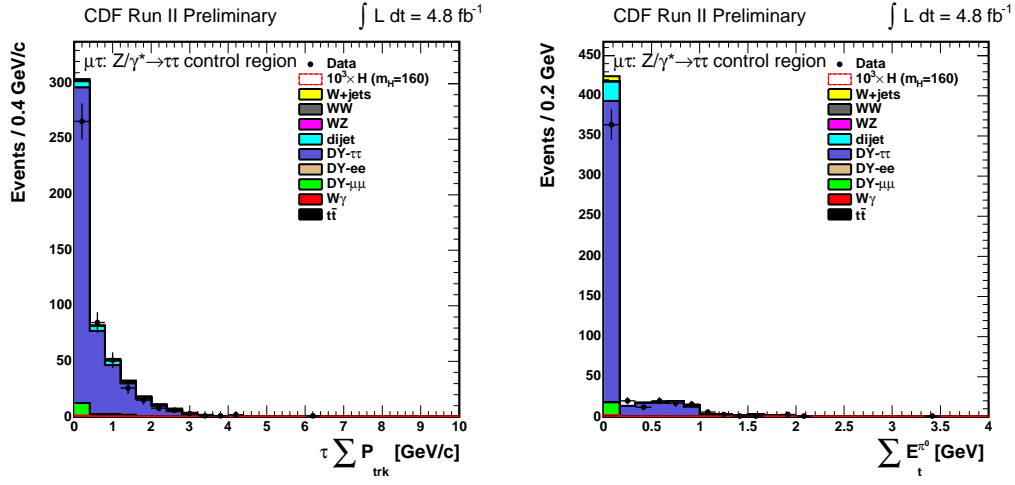 CDF Run II Preliminary
∫ L dt = 4.8 fb⁻¹
μτ: Z/γ*→ττ control region
Data
10³× H (m_H=160)
W+jets
WW
WZ
dijet
DY-ττ
DY-ee
DY-μμ
Wγ
tt̄
Events / 0.4 GeV/c
300
250
200
150
100
50
0
0 1 2 3 4 5 6 7 8 9 10
τ ∑ P_trk [GeV/c]
CDF Run II Preliminary
∫ L dt = 4.8 fb⁻¹
μτ: Z/γ*→ττ control region
Data
10³× H (m_H=160)
W+jets
WW
WZ
dijet
DY-ττ
DY-ee
DY-μμ
Wγ
tt̄
Events / 0.2 GeV
450
400
350
300
250
200
150
100
50
0
0 0.5 1 1.5 2 2.5 3 3.5 4
∑ E_t^π⁰ [GeV]